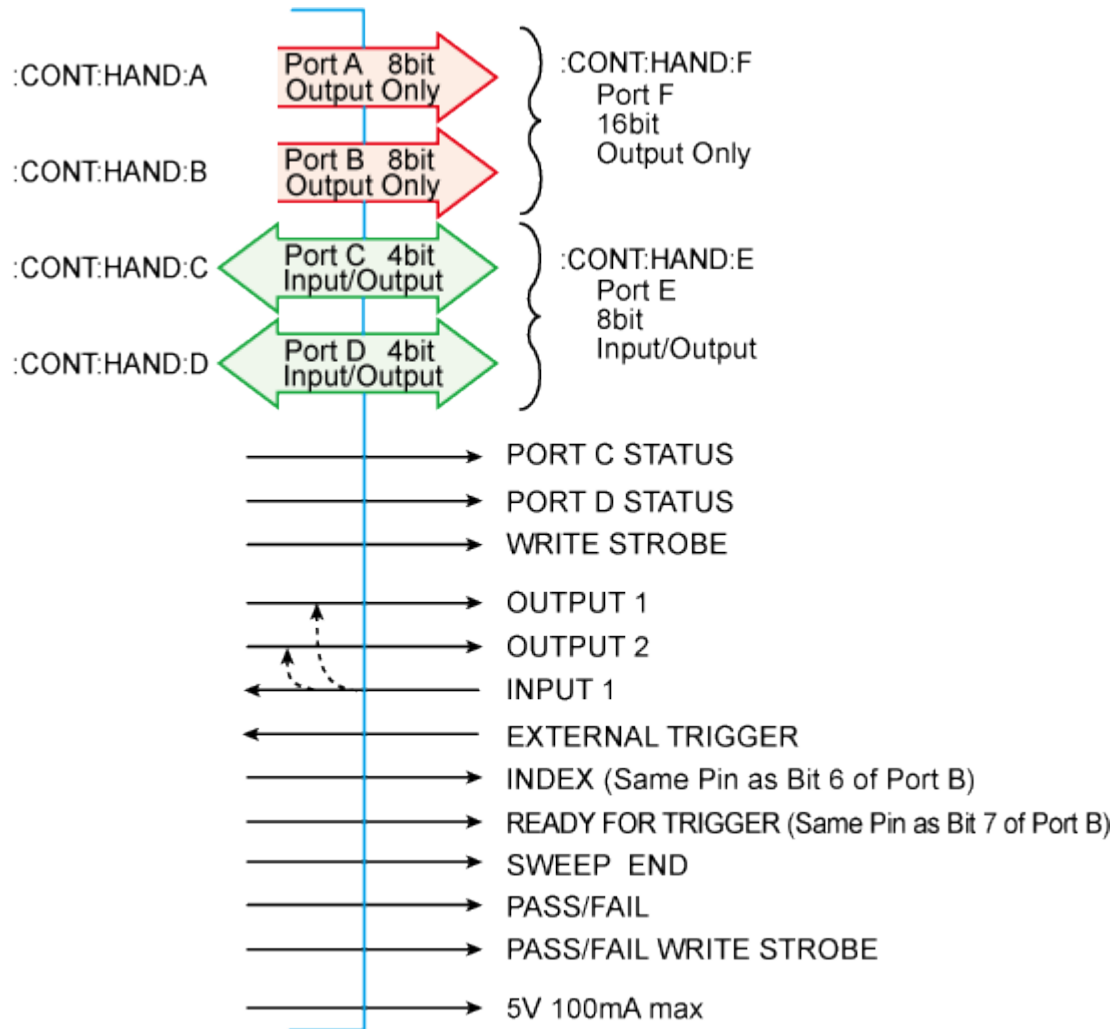 :CONT:HAND:A
Port A 8bit
Output Only
:CONT:HAND:B
Port B 8bit
Output Only
:CONT:HAND:F
Port F
16bit
Output Only
:CONT:HAND:C
Port C 4bit
Input/Output
:CONT:HAND:D
Port D 4bit
Input/Output
:CONT:HAND:E
Port E
8bit
Input/Output
PORT C STATUS
PORT D STATUS
WRITE STROBE
OUTPUT 1
OUTPUT 2
INPUT 1
EXTERNAL TRIGGER
INDEX (Same Pin as Bit 6 of Port B)
READY FOR TRIGGER (Same Pin as Bit 7 of Port B)
SWEEP END
PASS/FAIL
PASS/FAIL WRITE STROBE
5V 100mA max